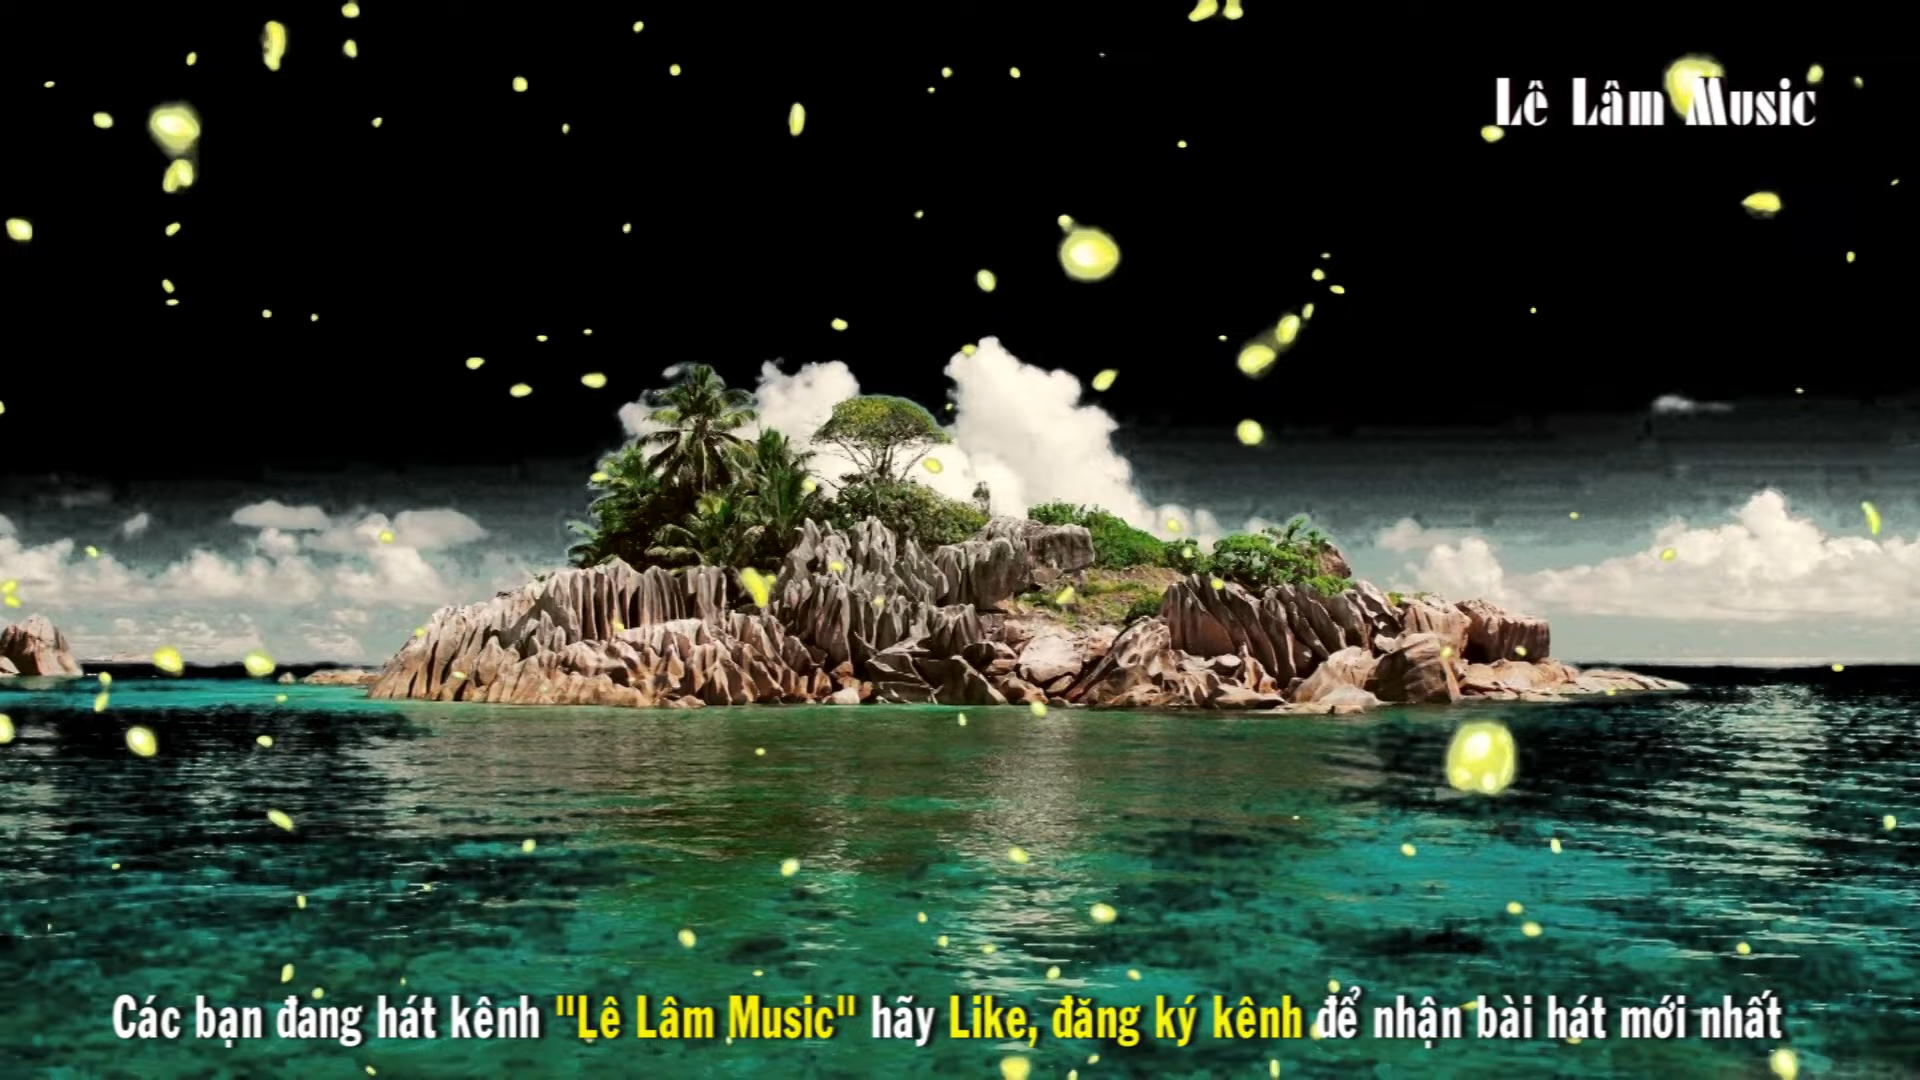 Lê Lâm Music
Các bạn đang hát kênh "Lê Lâm Music" hãy Like, đăng ký kênh để nhận bài hát mới nhất